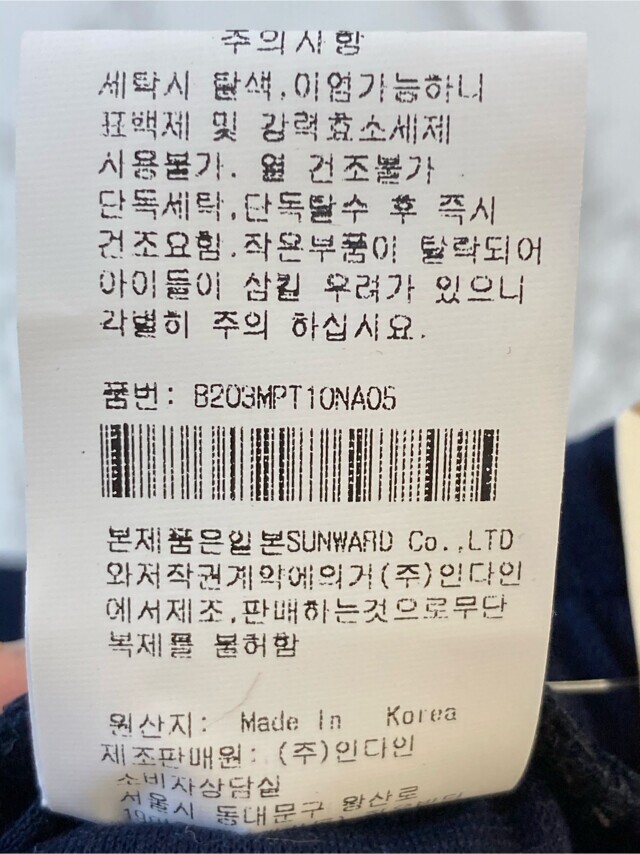 주의사항
세탁시 탈색,이염가능하니
표백제 및 강력효소세제
사용불가. 열 건조불가
단독세탁,단독탈수 후 즉시
건조요함.작은부품이 탈락되어
아이들이 삼킬 우려가 있으니
각별히 주의 하십시요.
품번: B203MPT10NA05
본제품은일본SUNWARD Co.,LTD
와저작권계약에의거(주)인다인
에서제조,판매하는것으로무단
복제를 불허함
원산지: Made In Korea
제조판매원: (주)인다인
소비자상담실
서울시 동대문구 왕산로